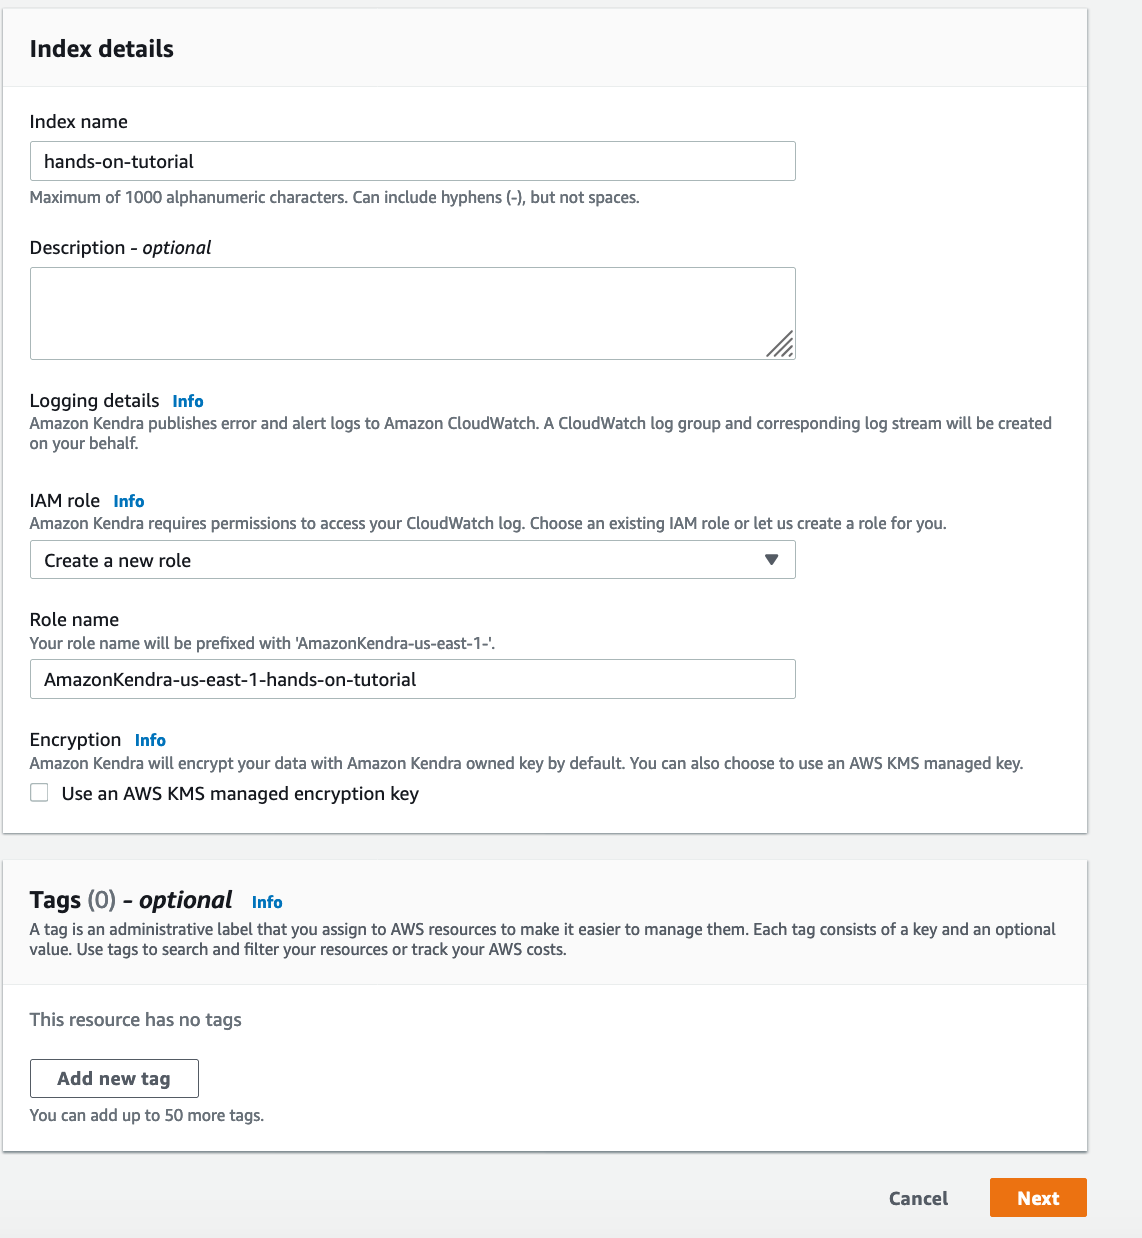 Index details
Index name
hands-on-tutorial
Maximum of 1000 alphanumeric characters. Can include hyphens (-), but not spaces.
Description - optional
Logging details Info
Amazon Kendra publishes error and alert logs to Amazon CloudWatch. A CloudWatch log group and corresponding log stream will be created
on your behalf.
IAM role Info
Amazon Kendra requires permissions to access your CloudWatch log. Choose an existing IAM role or let us create a role for you.
Create a new role
Role name
Your role name will be prefixed with 'AmazonKendra-us-east-1-'.
AmazonKendra-us-east-1-hands-on-tutorial
Encryption Info
Amazon Kendra will encrypt your data with Amazon Kendra owned key by default. You can also choose to use an AWS KMS managed key.
Use an AWS KMS managed encryption key
Tags (0) - optional Info
A tag is an administrative label that you assign to AWS resources to make it easier to manage them. Each tag consists of a key and an optional
value. Use tags to search and filter your resources or track your AWS costs.
This resource has no tags
Add new tag
You can add up to 50 more tags.
Cancel Next